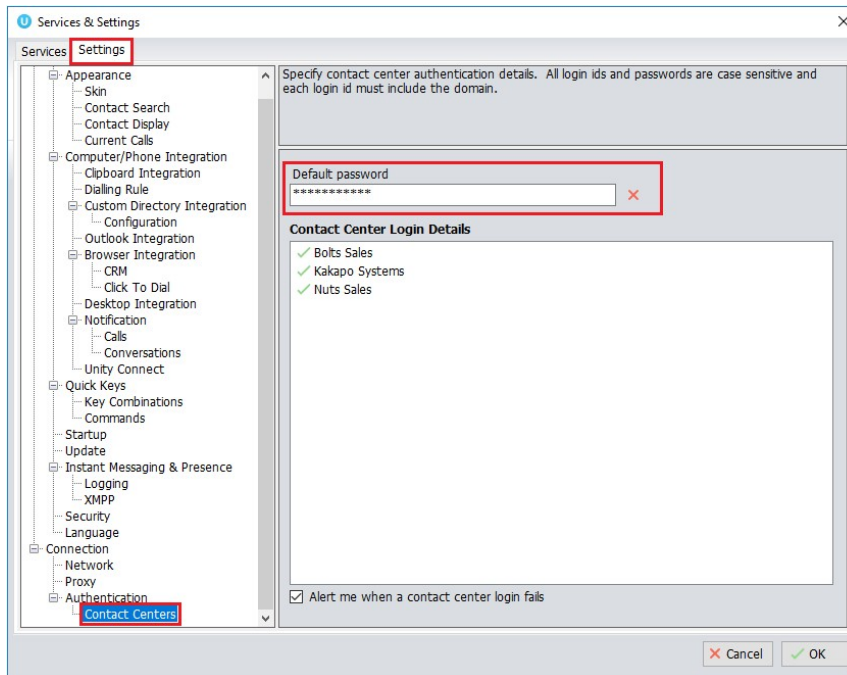 Services & Settings
Services Settings
Appearance
Skin
Contact Search
Contact Display
Current Calls
Computer/Phone Integration
Clipboard Integration
Dialling Rule
Custom Directory Integration
Configuration
Outlook Integration
Browser Integration
CRM
Click To Dial
Desktop Integration
Notification
Calls
Conversations
Unity Connect
Quick Keys
Key Combinations
Commands
Startup
Update
Instant Messaging & Presence
Logging
XMPP
Security
Language
Connection
Network
Proxy
Authentication
Contact Centers
Specify contact center authentication details. All login ids and passwords are case sensitive and
each login id must include the domain.
Default password
***********
Contact Center Login Details
Bolts Sales
Kakapo Systems
Nuts Sales
Alert me when a contact center login fails
Cancel OK